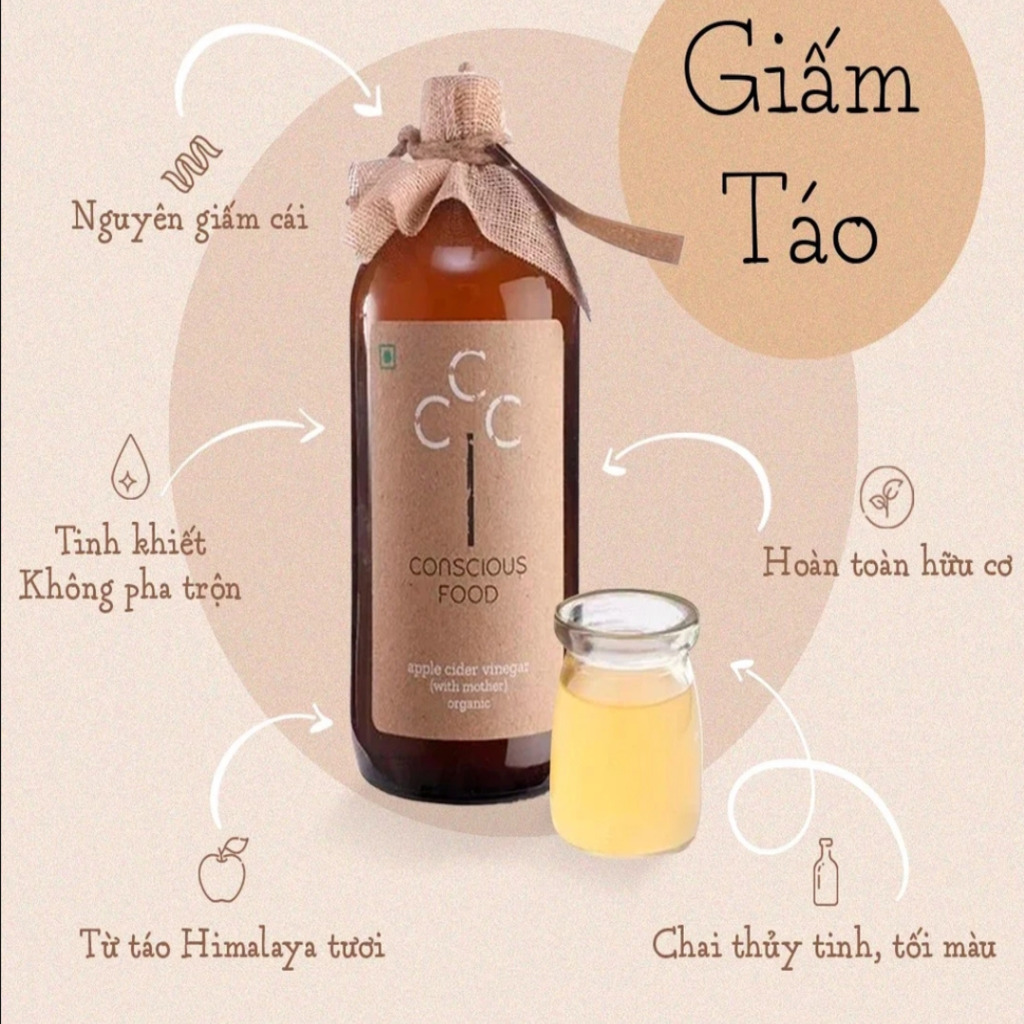 Giấm
Táo
Nguyên giấm cái
C
C C
CONSCIOUS
FOOD
apple cider vinegar
(with mother)
organic
Tinh khiết
Không pha trộn
Hoàn toàn hữu cơ
Từ táo Himalaya tươi
Chai thủy tinh, tối màu